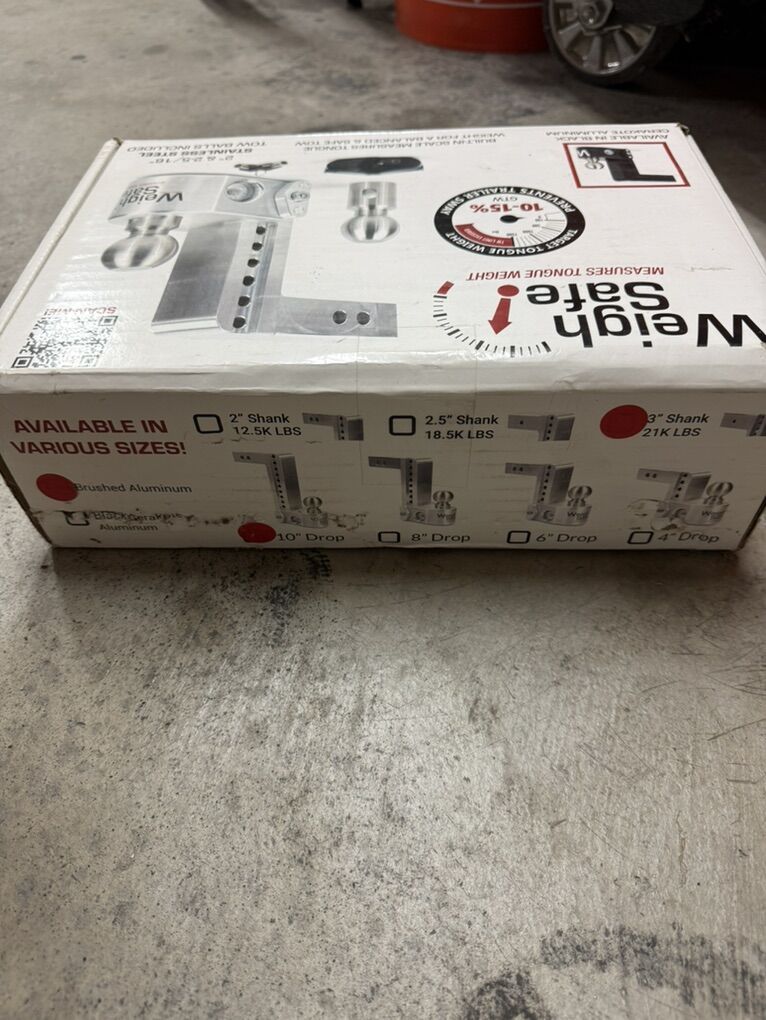 Weigh
Safe
MEASURES TONGUE WEIGHT
TARGET TONGUE WEIGHT
PREVENTS TRAILER SWAY
10-15%
GTW
AVAILABLE IN BLACK
CERAKOTE ALUMINUM
BUILT-IN SCALE MEASURES TONGUE
WEIGHT FOR A BALANCED & SAFE TOW
STAINLESS STEEL
2" & 2-5/16"
TOW BALLS INCLUDED
Weigh
Safe
SCAN ME!
AVAILABLE IN
VARIOUS SIZES!
2" Shank
12.5K LBS
2.5" Shank
18.5K LBS
3" Shank
21K LBS
Brushed Aluminum
Aluminum
10" Drop
8" Drop
6" Drop
4" Drop